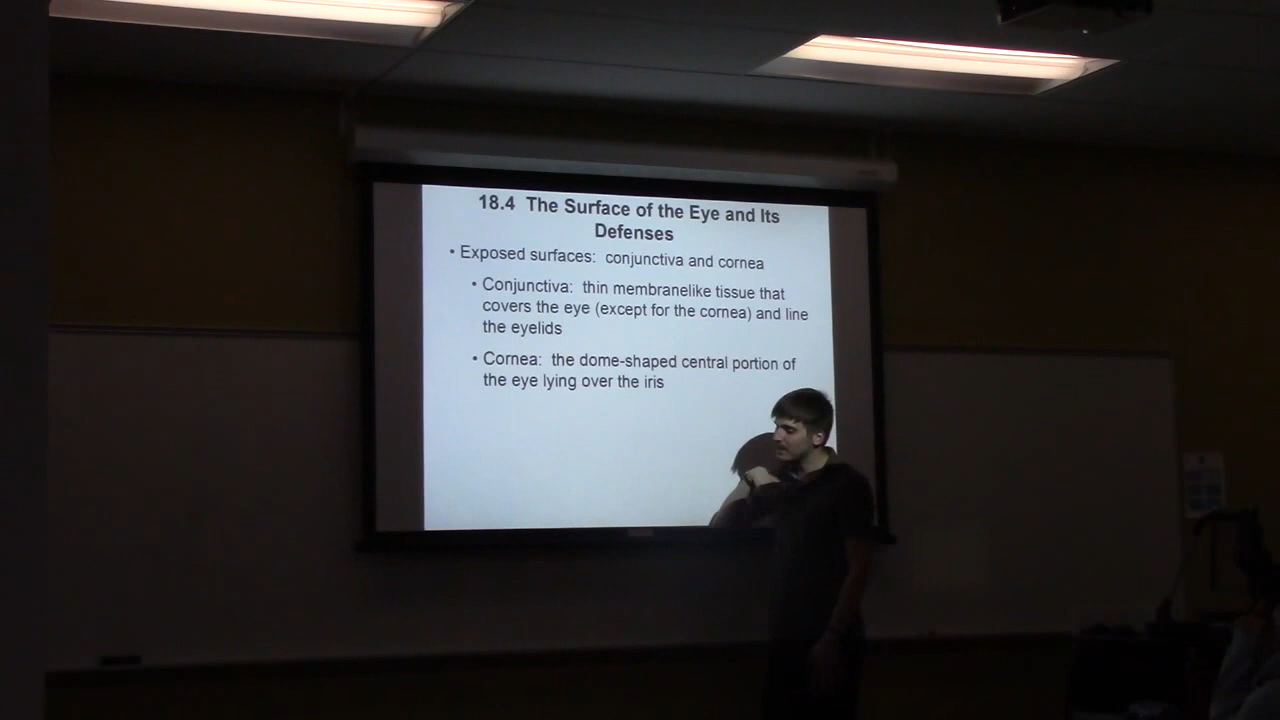 18.4 The Surface of the Eye and Its
Defenses
• Exposed surfaces: conjunctiva and cornea
• Conjunctiva: thin membranelike tissue that
covers the eye (except for the cornea) and line
the eyelids
• Cornea: the dome-shaped central portion of
the eye lying over the iris